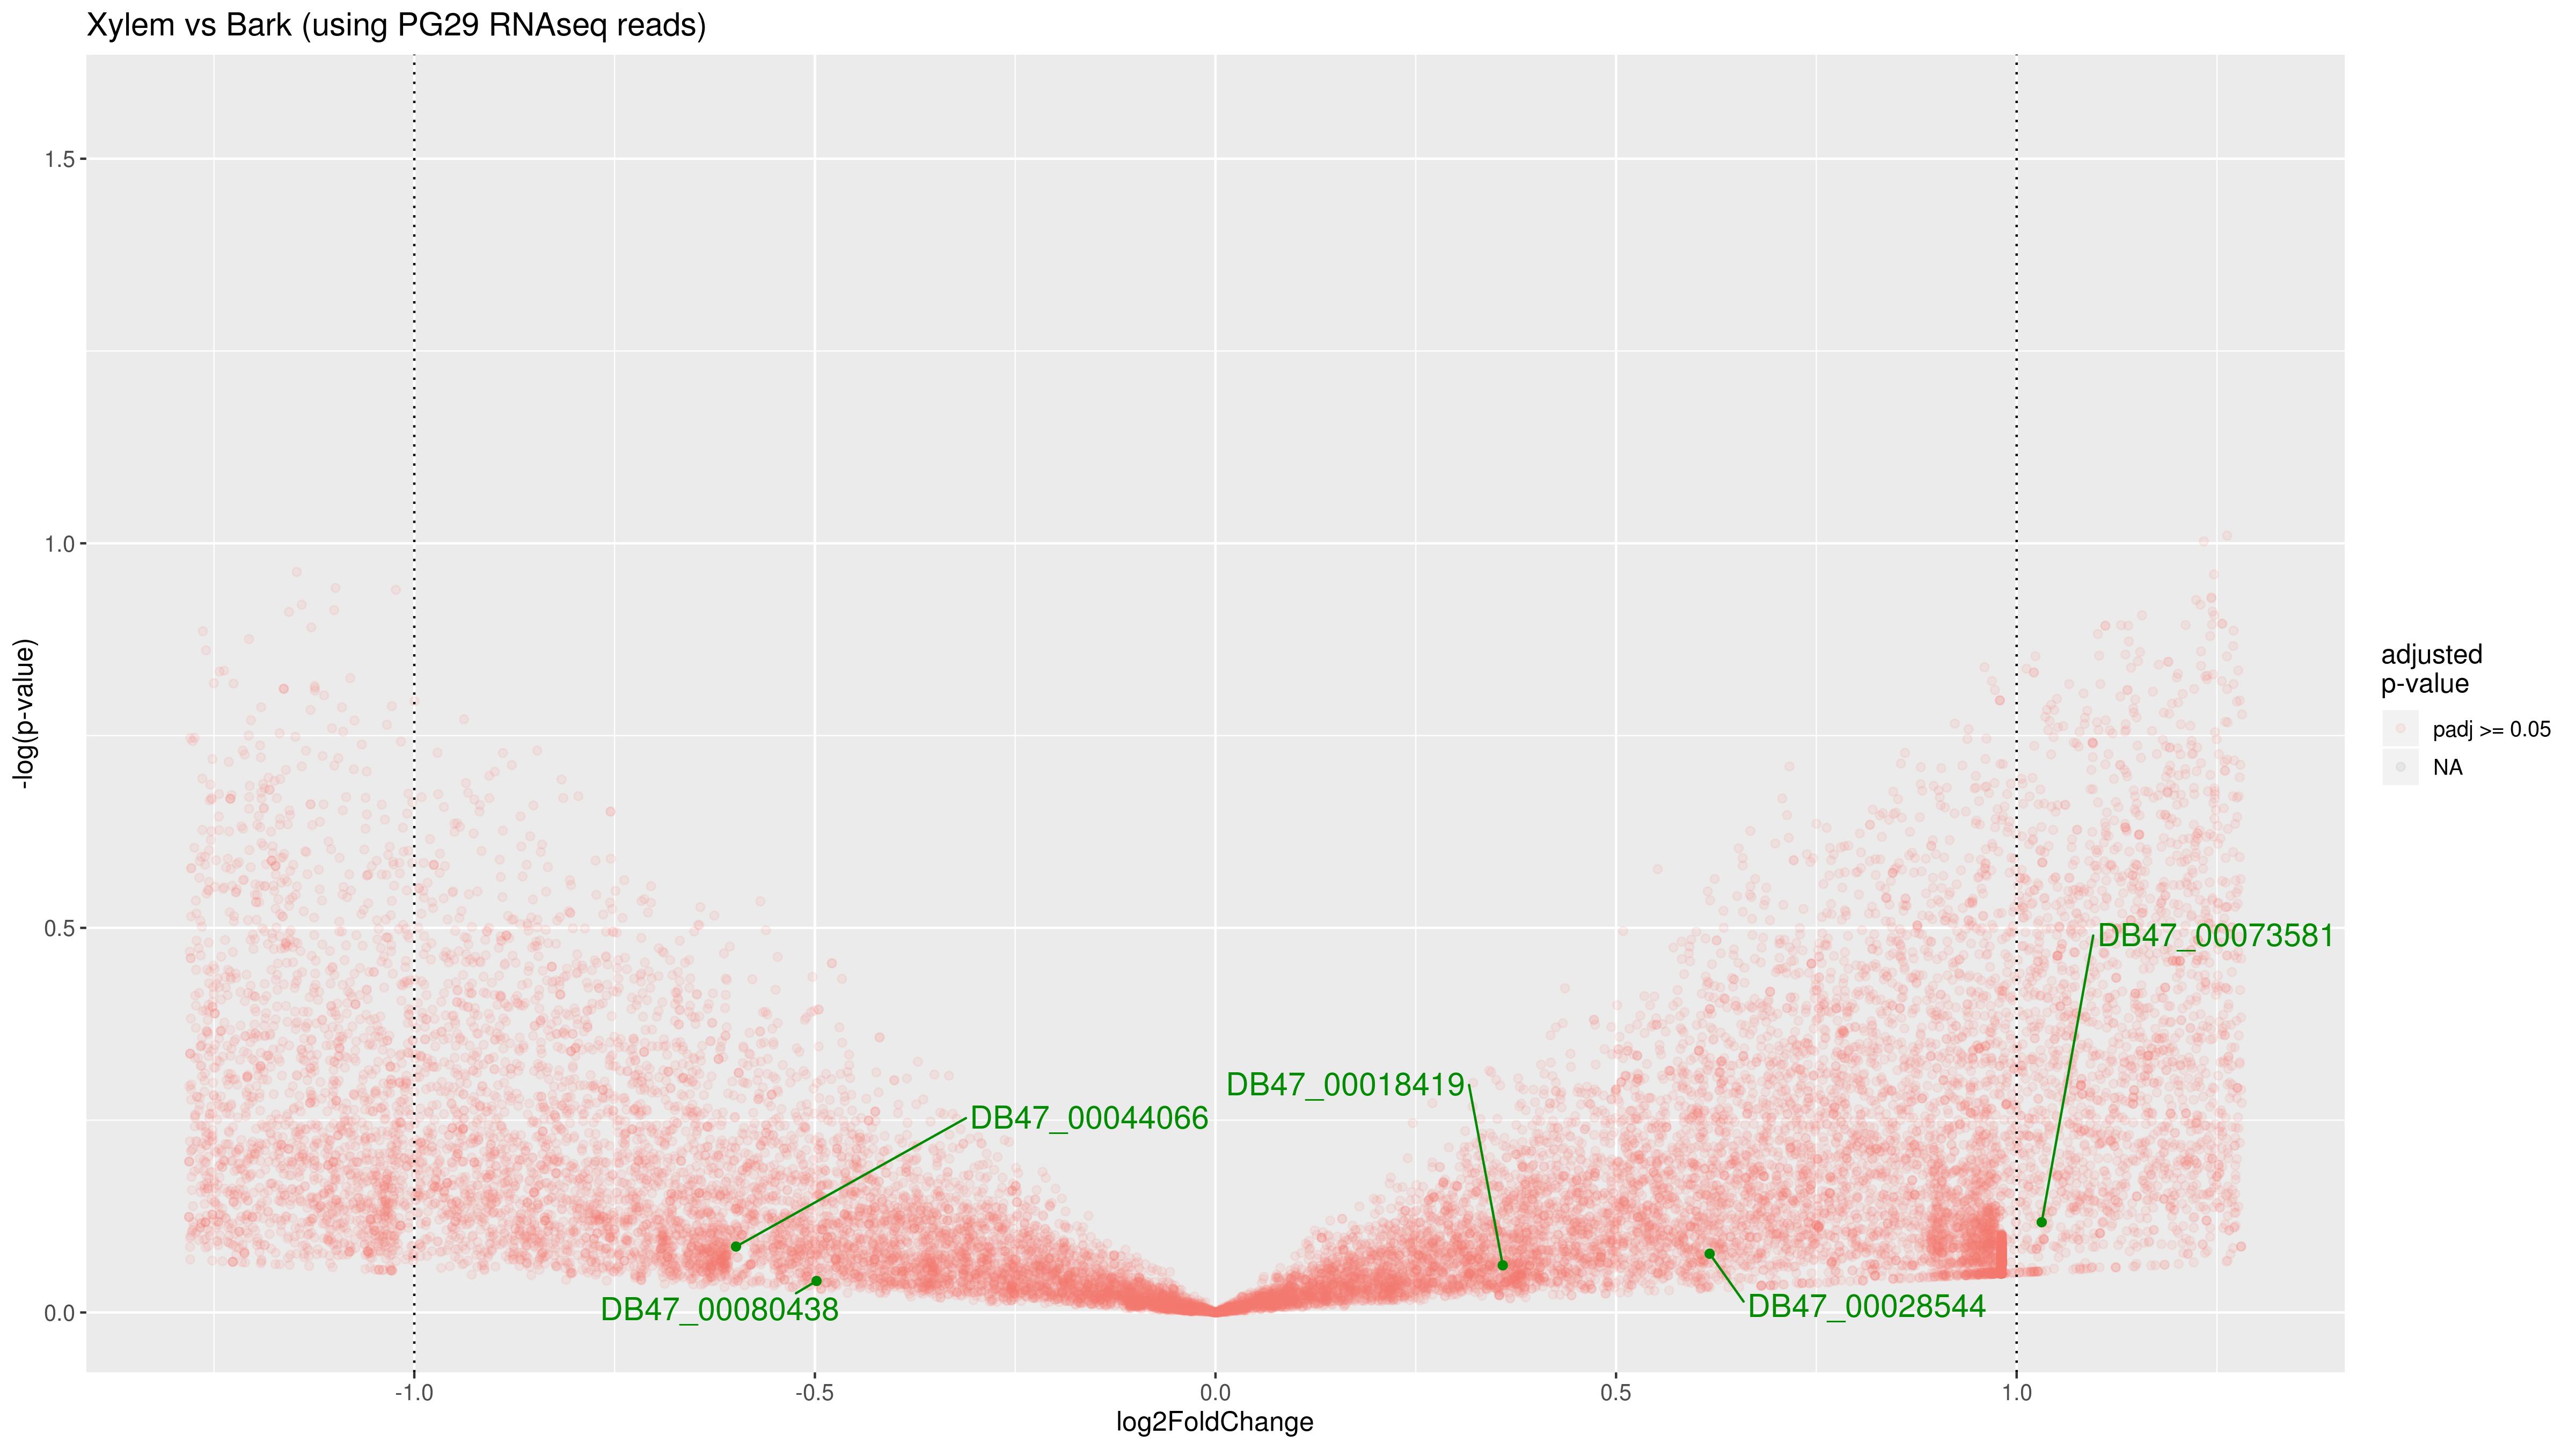 Xylem vs Bark (using PG29 RNAseq reads)
-log(p-value)
1.5
1.0
0.5
0.0
DB47_00073581
DB47_00018419
DB47_00044066
DB47_00080438
DB47_00028544
-1.0
-0.5
0.0
0.5
1.0
log2FoldChange
adjusted
p-value
padj >= 0.05
NA